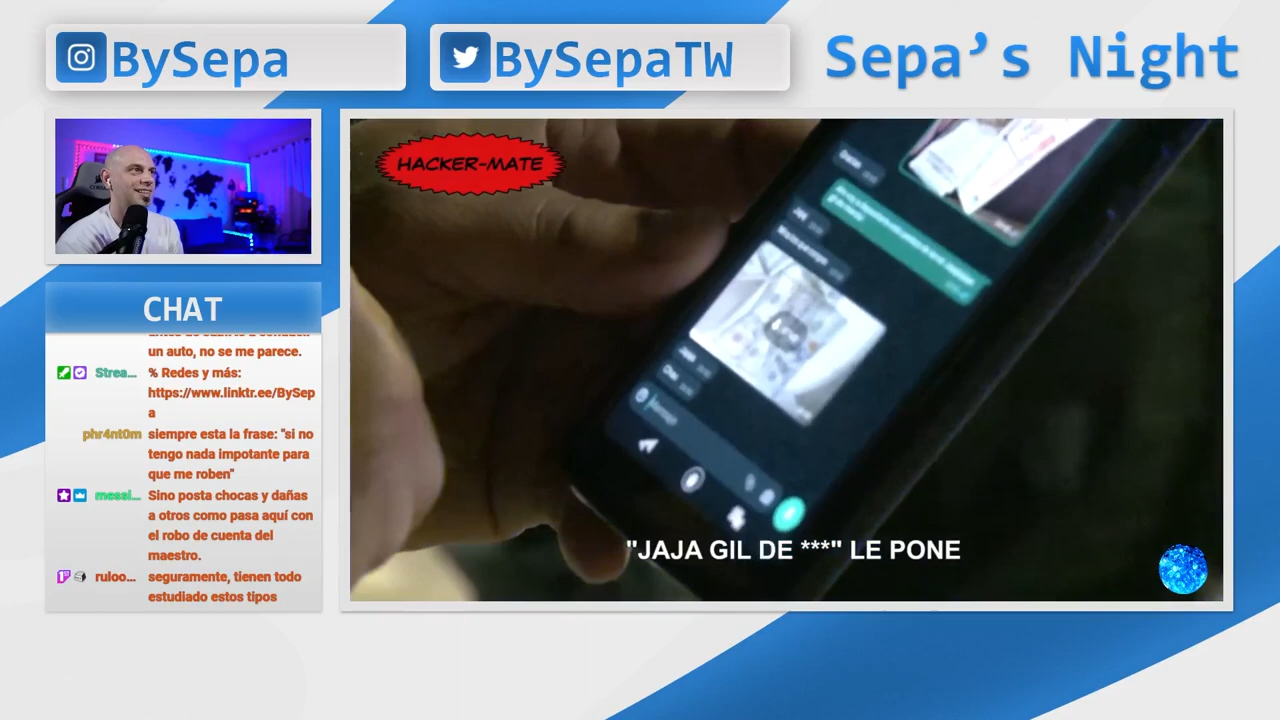 BySepa
BySepaTW
Sepa's Night
HACKER-MATE
CHAT
un auto, no se me parece.
Strea... % Redes y más:
https://www.linktr.ee/BySep
a
phr4nt0m siempre esta la frase: "si no
tengo nada impotante para
que me roben"
messi... Sino posta chocas y dañas
a otros como pasa aquí con
el robo de cuenta del
maestro.
ruloo... seguramente, tienen todo
estudiado estos tipos
"JAJA GIL DE ***" LE PONE